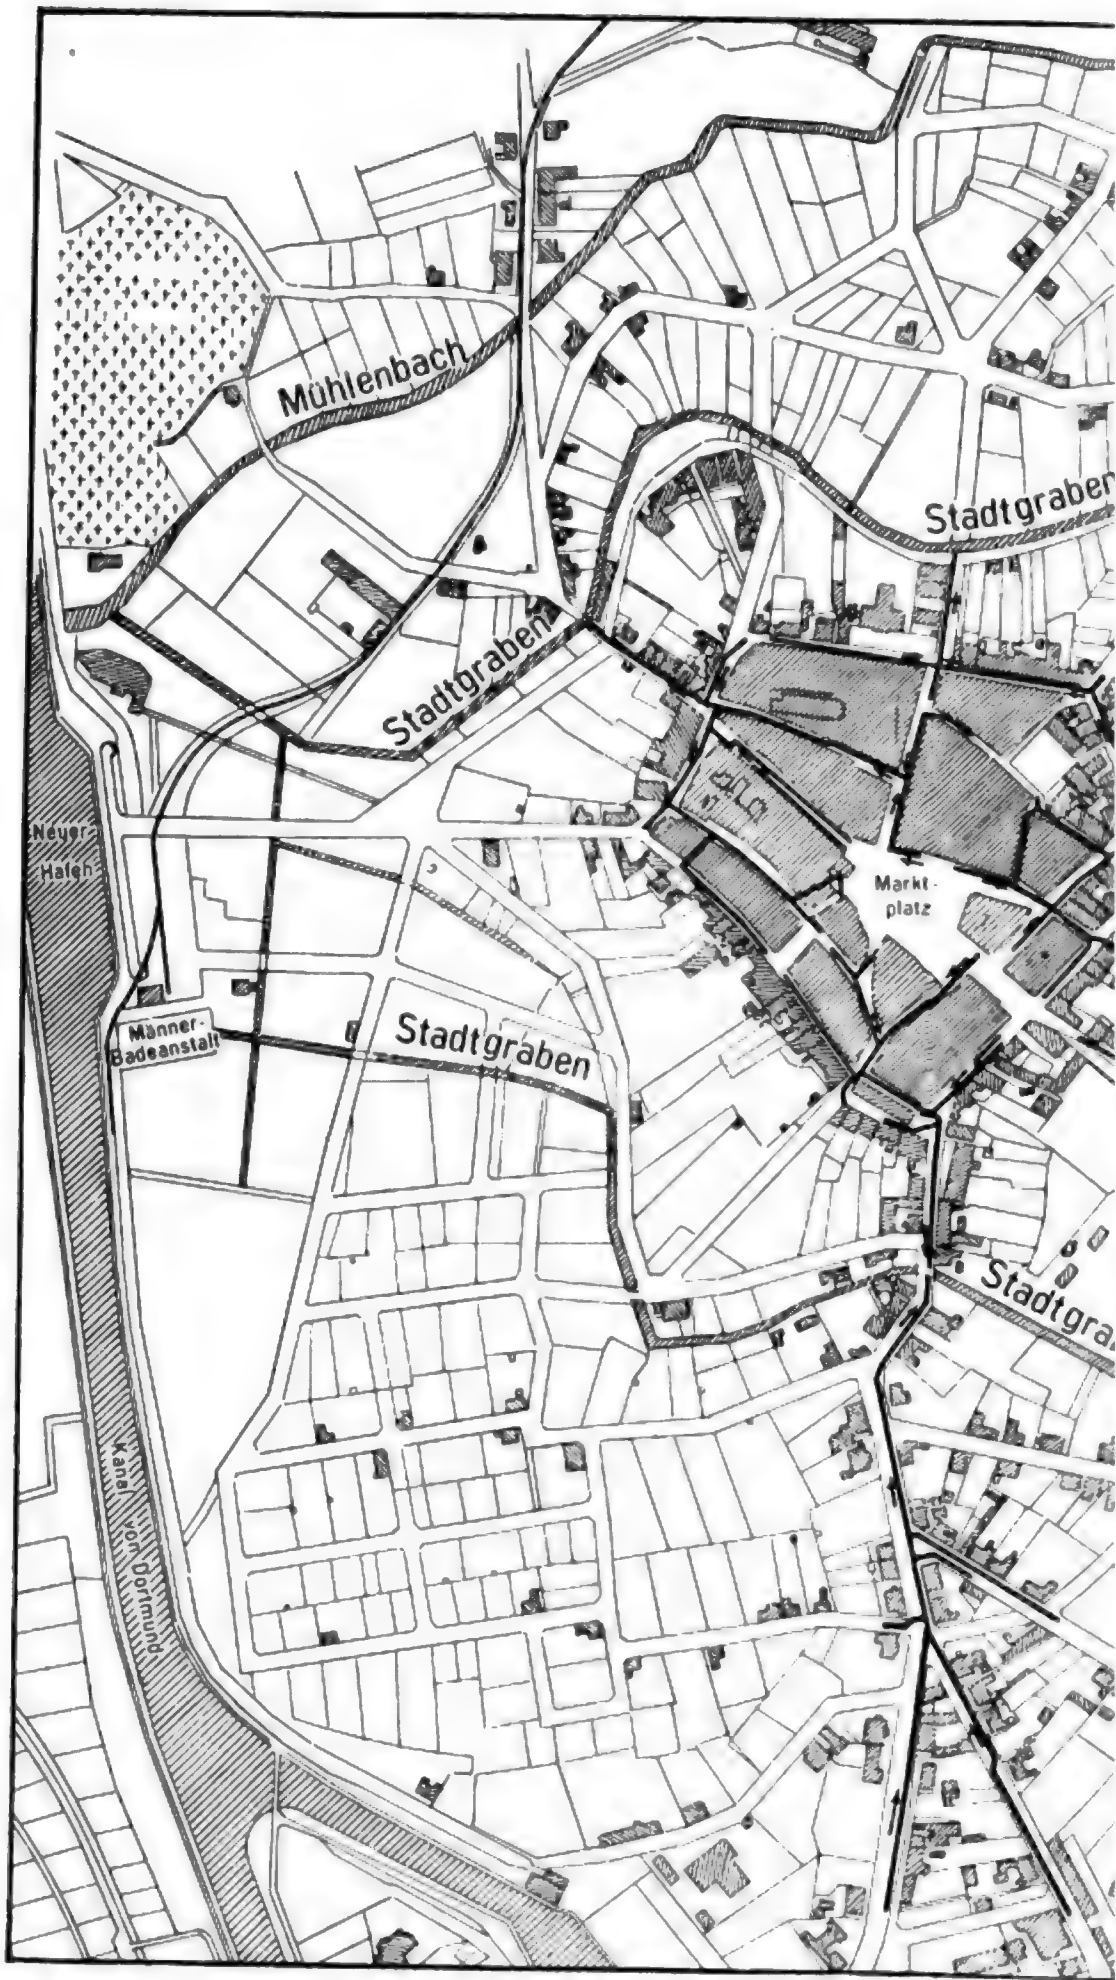 Mühlenbach
Stadtgraben
Stadtgraben
Neuer
Hafen
Markt-
platz
Männer-
Badeanstalt
Stadtgraben
Stadtgra
Kanal von Dortmund